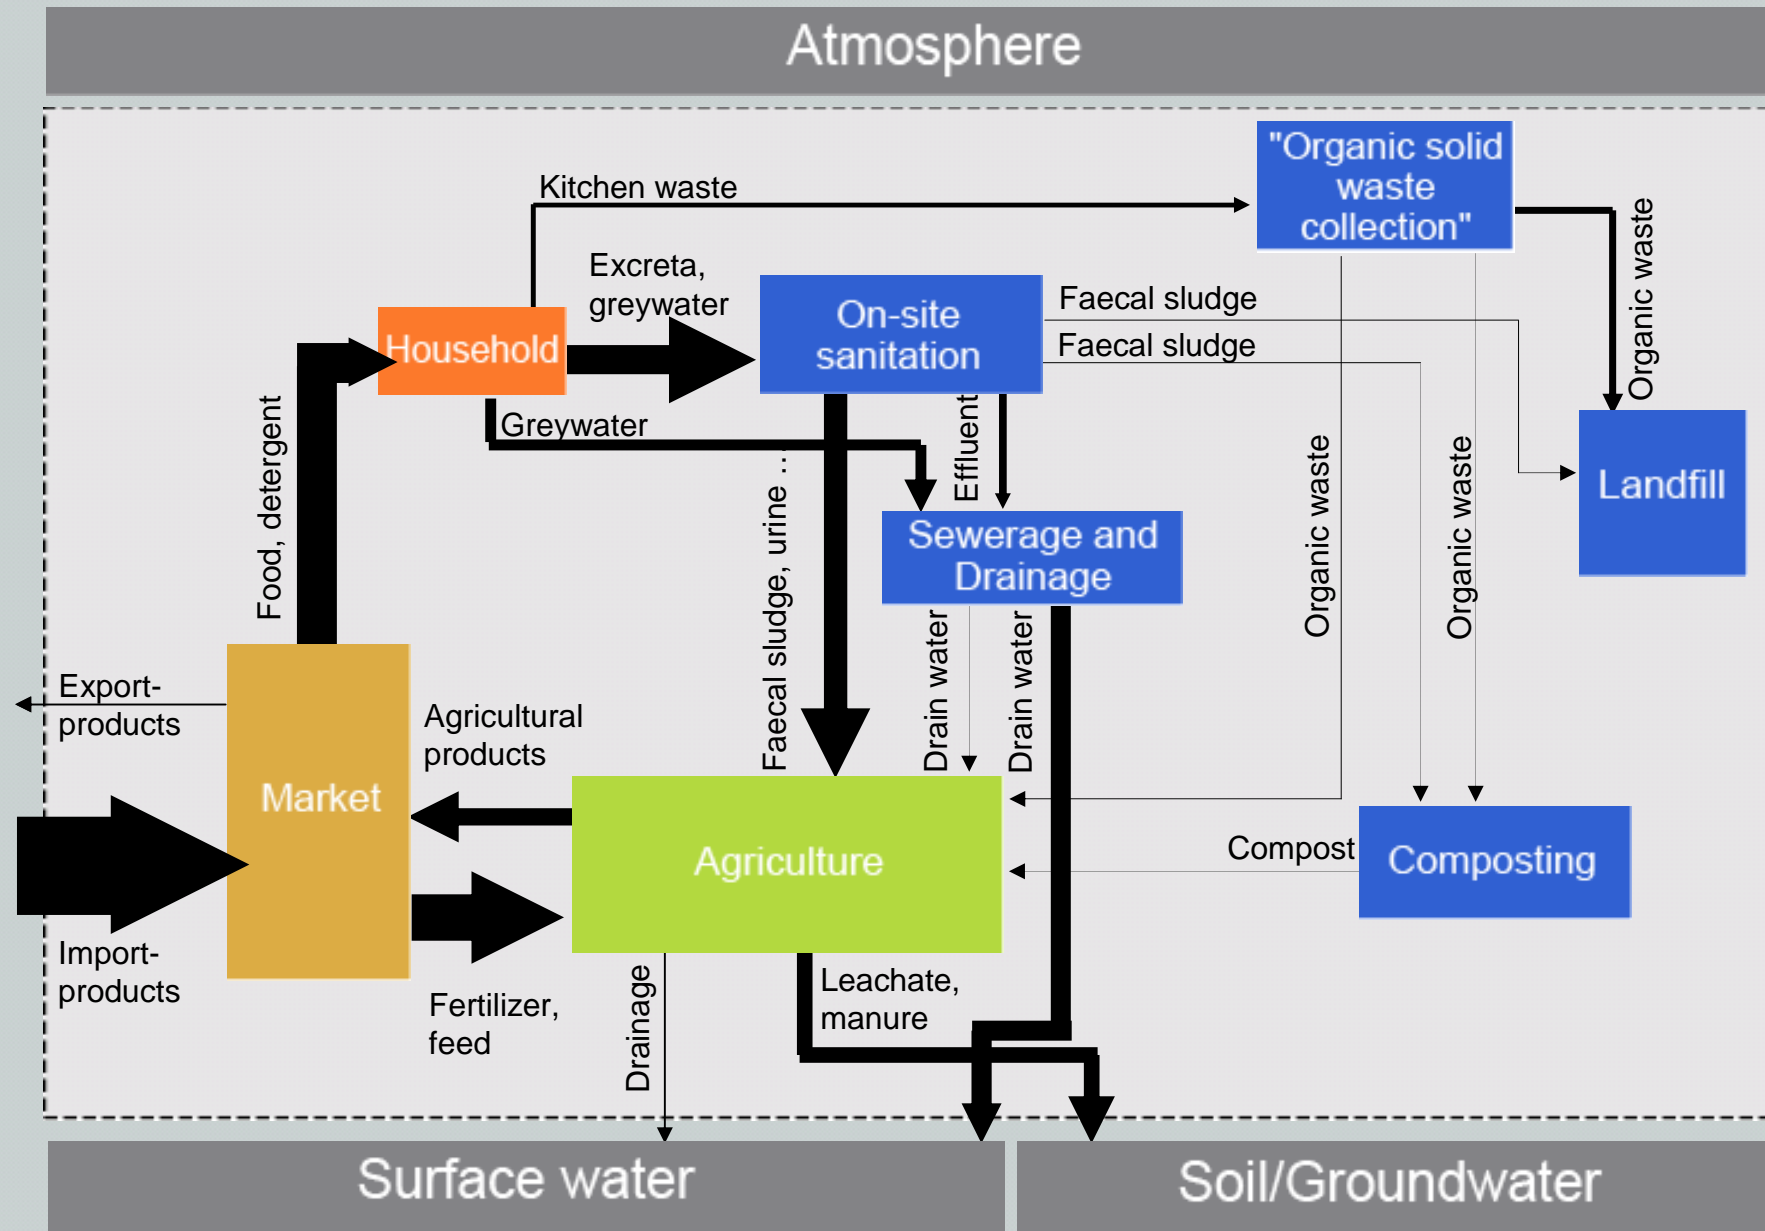 Atmosphere
"Organic solid
waste
collection"
Kitchen waste
Organic waste
Excreta,
greywater
On-site
sanitation
Faecal sludge
Faecal sludge
Household
Greywater
Food, detergent
Effluent
Faecal sludge, urine ...
Organic waste
Organic waste
Landfill
Sewerage and
Drainage
Drain water
Drain water
Export-
products
Agricultural
products
Market
Agriculture
Compost
Composting
Import-
products
Fertilizer,
feed
Drainage
Leachate,
manure
Surface water
Soil/Groundwater